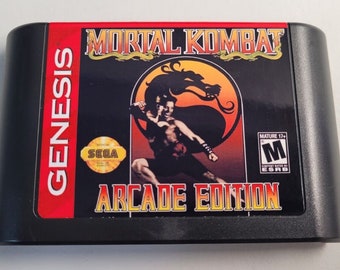 GENESIS
MORTAL KOMBAT
SEGA
MATURE 17+
M
ESRB
ARCADE EDITION